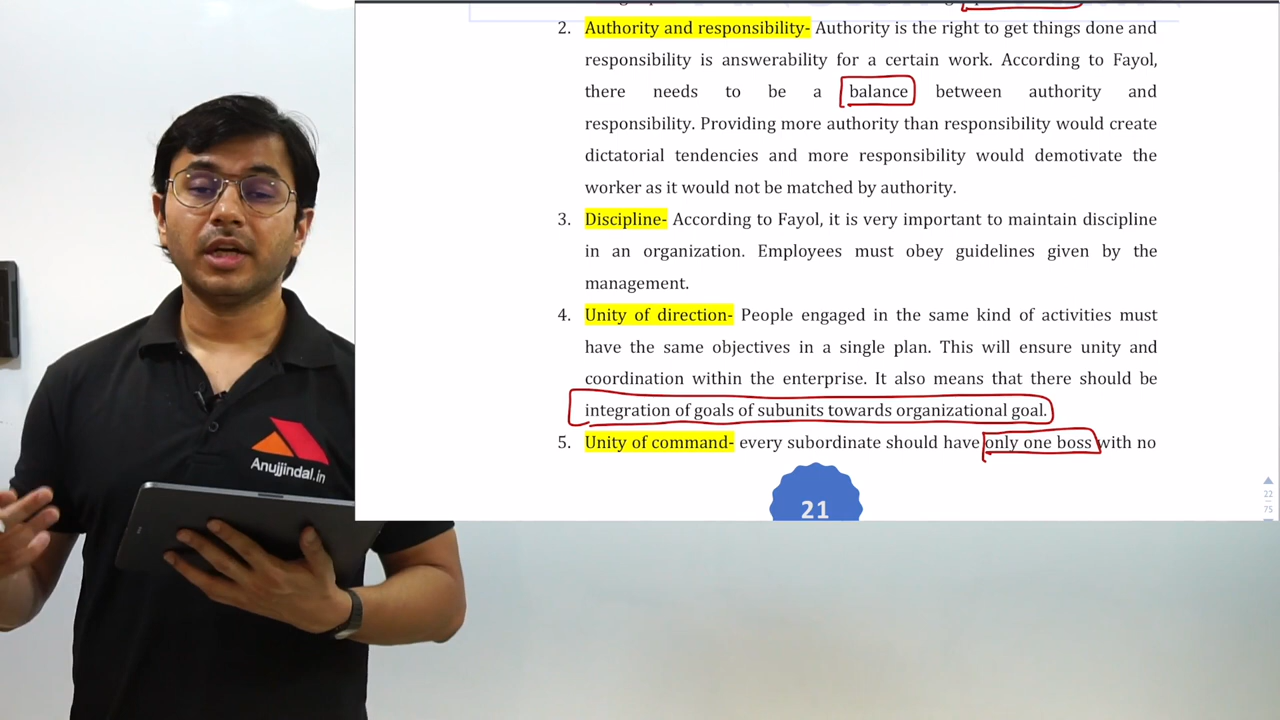 2. Authority and responsibility- Authority is the right to get things done and
responsibility is answerability for a certain work. According to Fayol,
there needs to be a balance between authority and
responsibility. Providing more authority than responsibility would create
dictatorial tendencies and more responsibility would demotivate the
worker as it would not be matched by authority.
3. Discipline- According to Fayol, it is very important to maintain discipline
in an organization. Employees must obey guidelines given by the
management.
4. Unity of direction- People engaged in the same kind of activities must
have the same objectives in a single plan. This will ensure unity and
coordination within the enterprise. It also means that there should be
integration of goals of subunits towards organizational goal.
5. Unity of command- every subordinate should have only one boss with no
21
22
75
Anujjindal.in